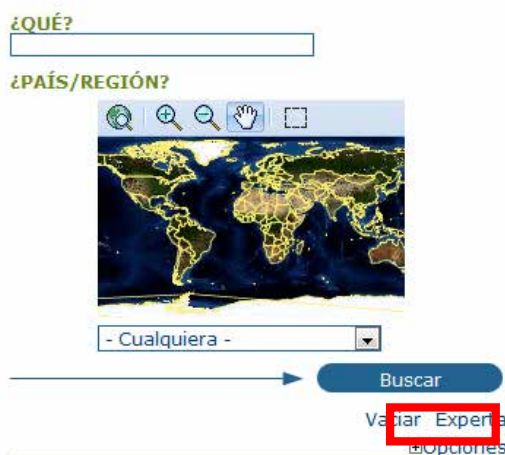 ¿QUÉ?
¿PAÍS/REGIÓN?
- Cualquiera -
Buscar
Vaciar Experta
Opciones